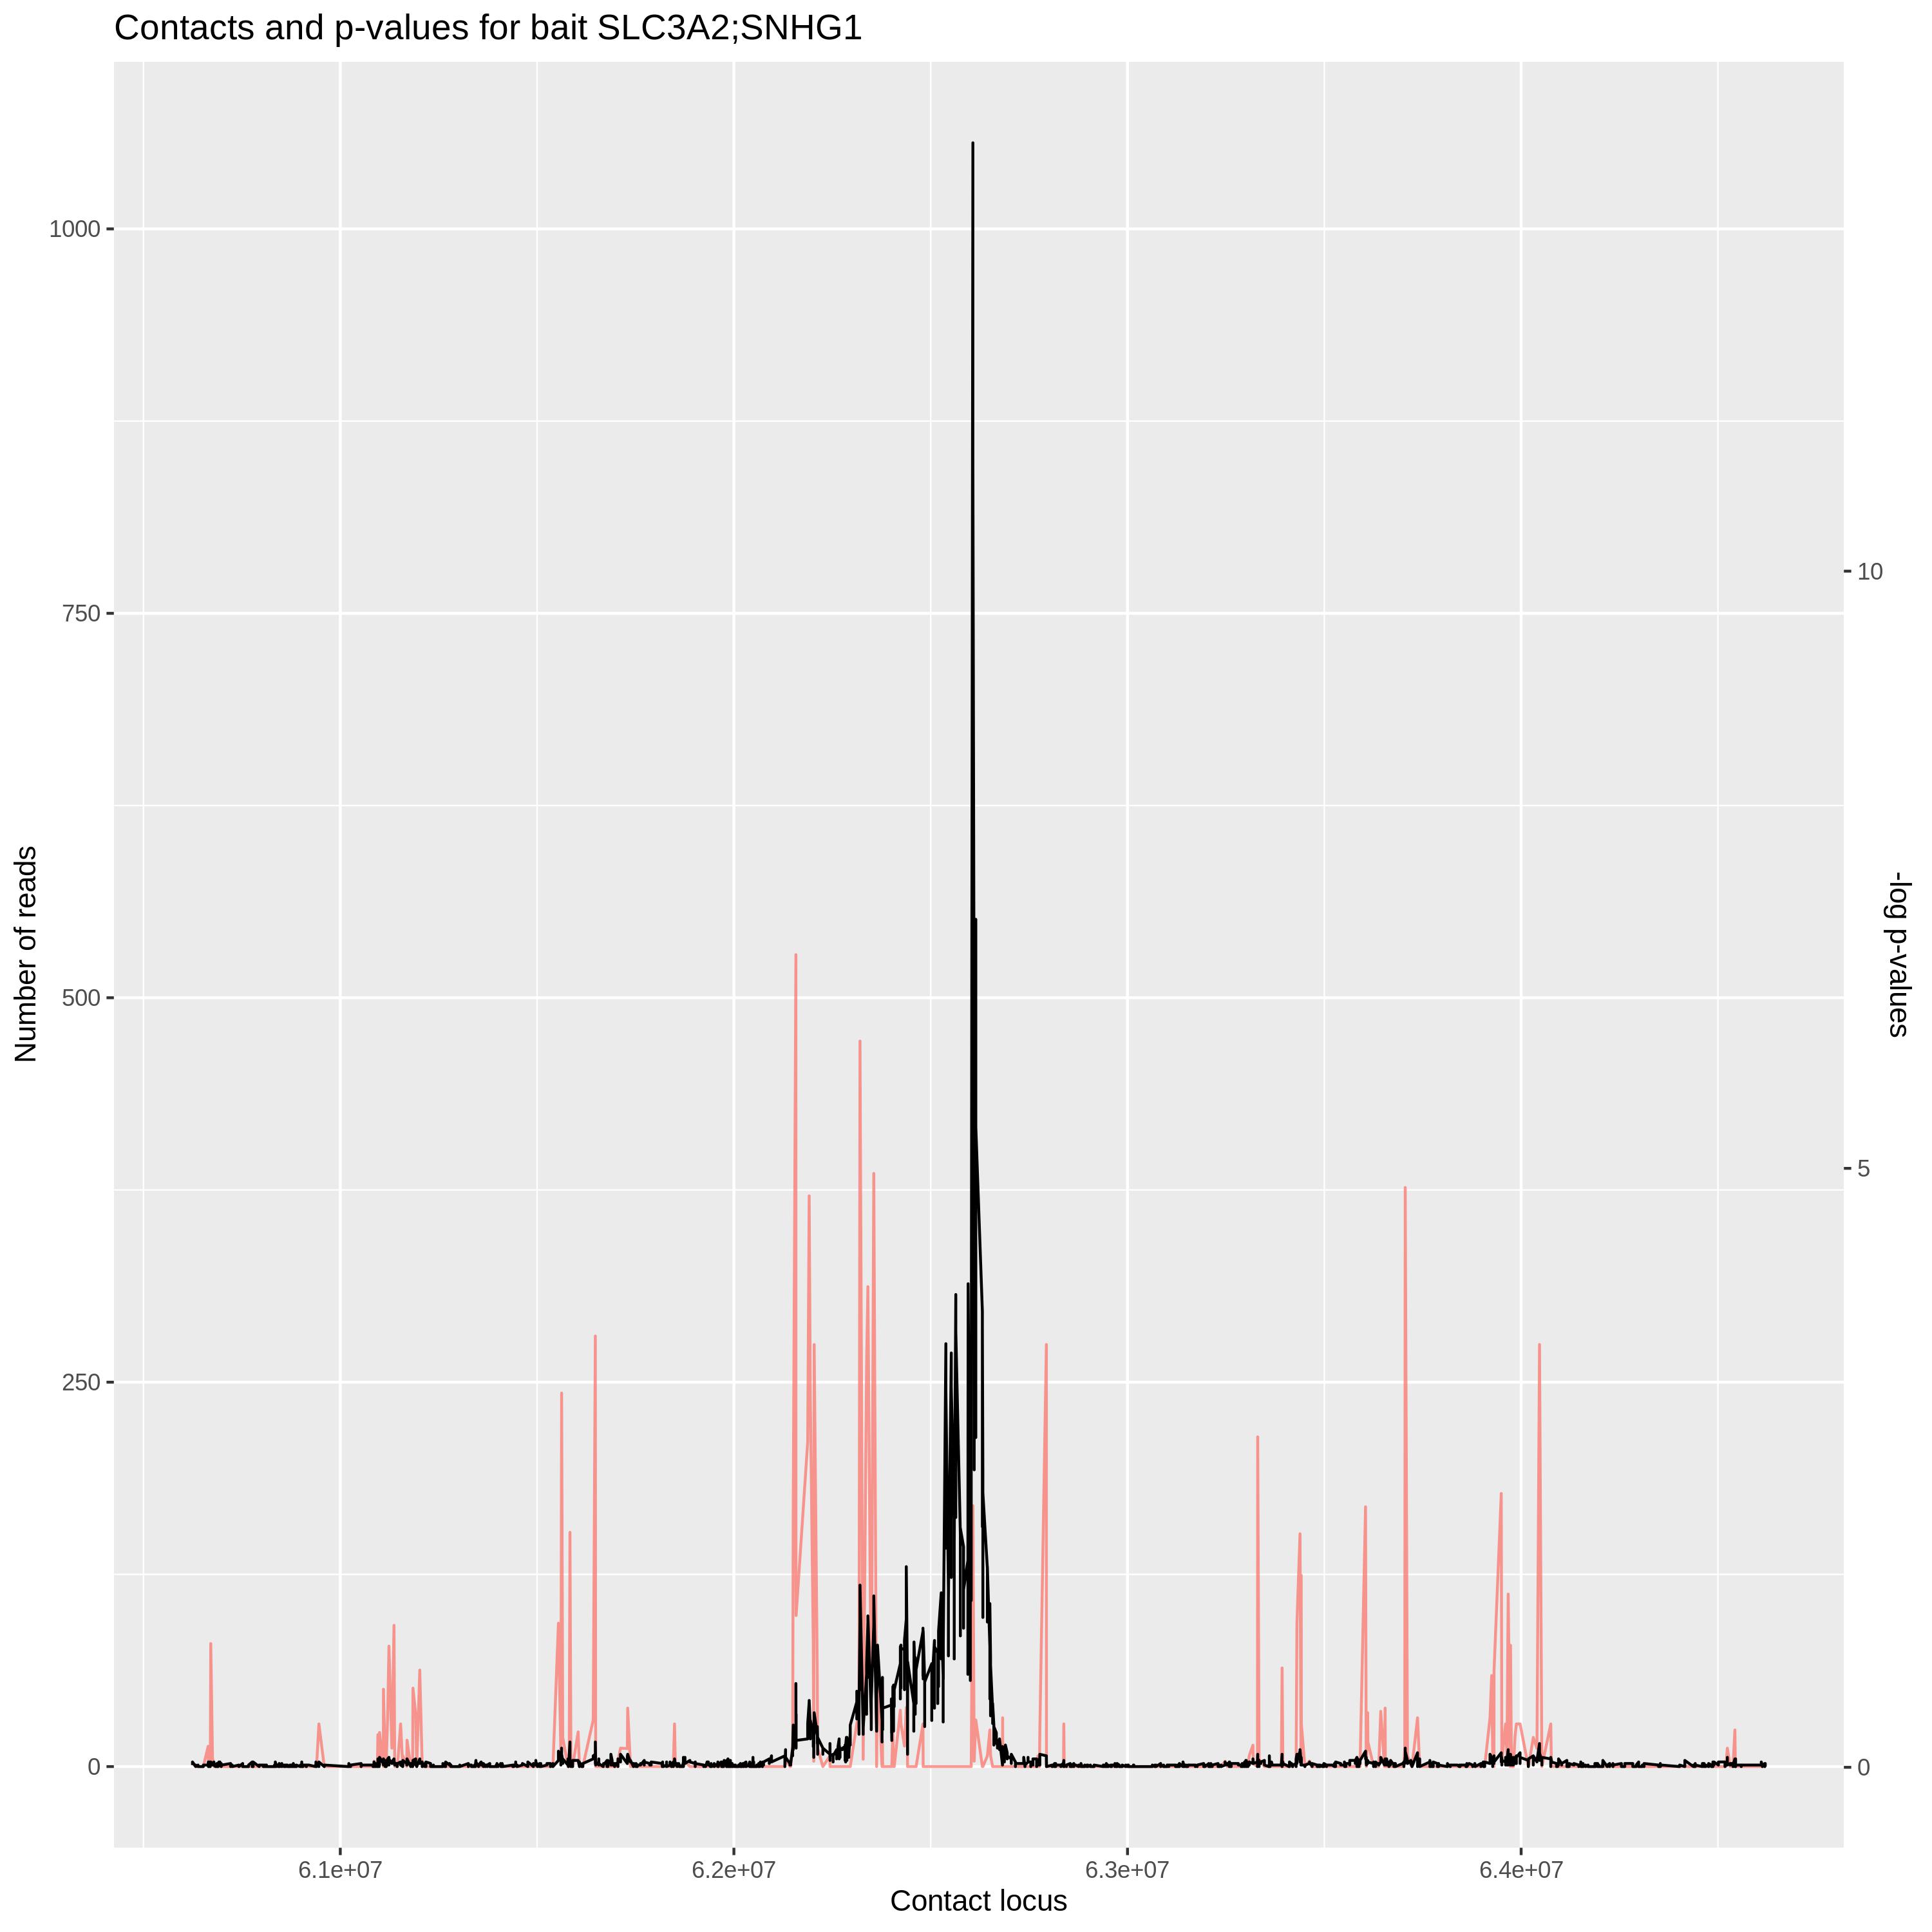 Contacts and p-values for bait SLC3A2;SNHG1
1000
750
500
250
0
Number of reads
10
5
0
-log p-values
6.1e+07 6.2e+07 6.3e+07 6.4e+07
Contact locus